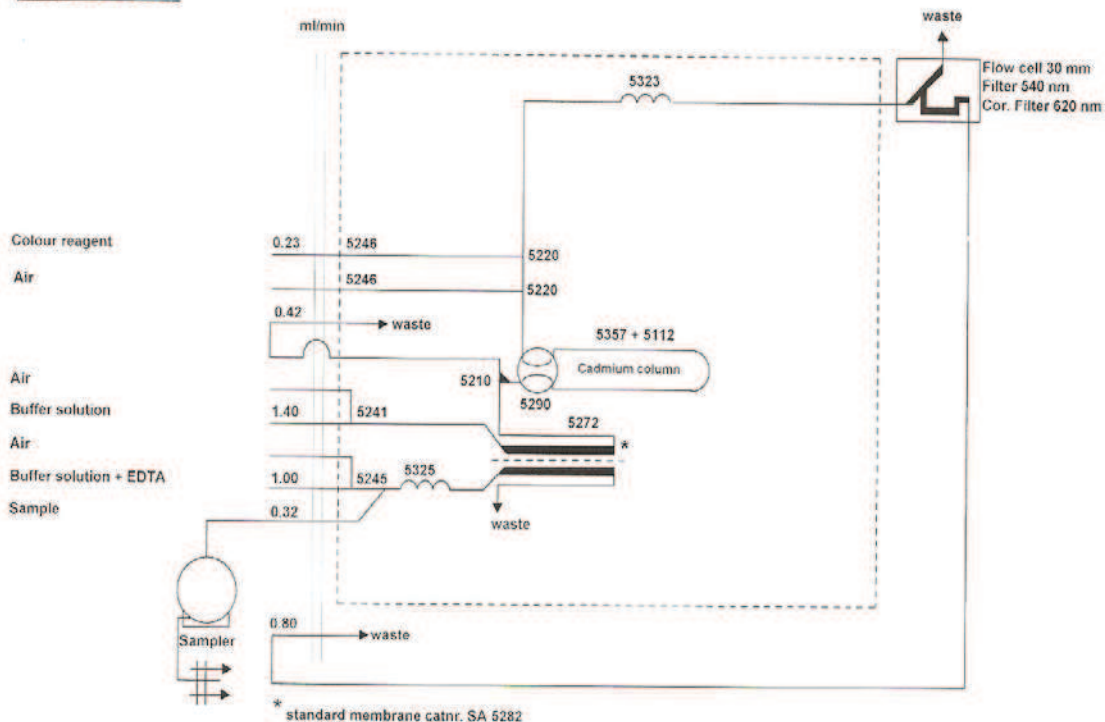 waste
ml/min
Flow cell 30 mm
Filter 540 nm
Cor. Filter 620 nm
5323
Colour reagent
0.23
5246
5220
Air
5246
5220
0.42
waste
5357 + 5112
Cadmium column
5210
5290
Air
Buffer solution
1.40
5241
5272
*
Air
5325
Buffer solution + EDTA
1.00
5245
Sample
0.32
waste
Sampler
0.80
waste
* standard membrane catnr. SA 5282